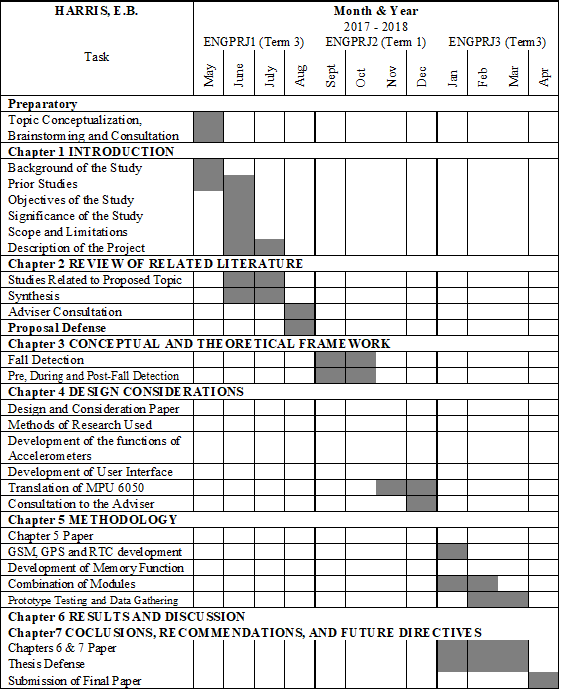 HARRIS, E.B.
Task
Month & Year
2017 - 2018
ENGPRJ1 (Term 3)
ENGPRJ2 (Term 1)
ENGPRJ3 (Term3)
May
June
July
Aug
Sept
Oct
Nov
Dec
Jan
Feb
Mar
Apr
Preparatory
Topic Conceptualization,
Brainstorming and Consultation
Chapter 1 INTRODUCTION
Background of the Study
Prior Studies
Objectives of the Study
Significance of the Study
Scope and Limitations
Description of the Project
Chapter 2 REVIEW OF RELATED LITERATURE
Studies Related to Proposed Topic
Synthesis
Adviser Consultation
Proposal Defense
Chapter 3 CONCEPTUAL AND THEORETICAL FRAMEWORK
Fall Detection
Pre, During and Post-Fall Detection
Chapter 4 DESIGN CONSIDERATIONS
Design and Consideration Paper
Methods of Research Used
Development of the functions of
Accelerometers
Development of User Interface
Translation of MPU 6050
Consultation to the Adviser
Chapter 5 METHODOLOGY
Chapter 5 Paper
GSM, GPS and RTC development
Development of Memory Function
Combination of Modules
Prototype Testing and Data Gathering
Chapter 6 RESULTS AND DISCUSSION
Chapter7 COCLUSIONS, RECOMMENDATIONS, AND FUTURE DIRECTIVES
Chapters 6 & 7 Paper
Thesis Defense
Submission of Final Paper